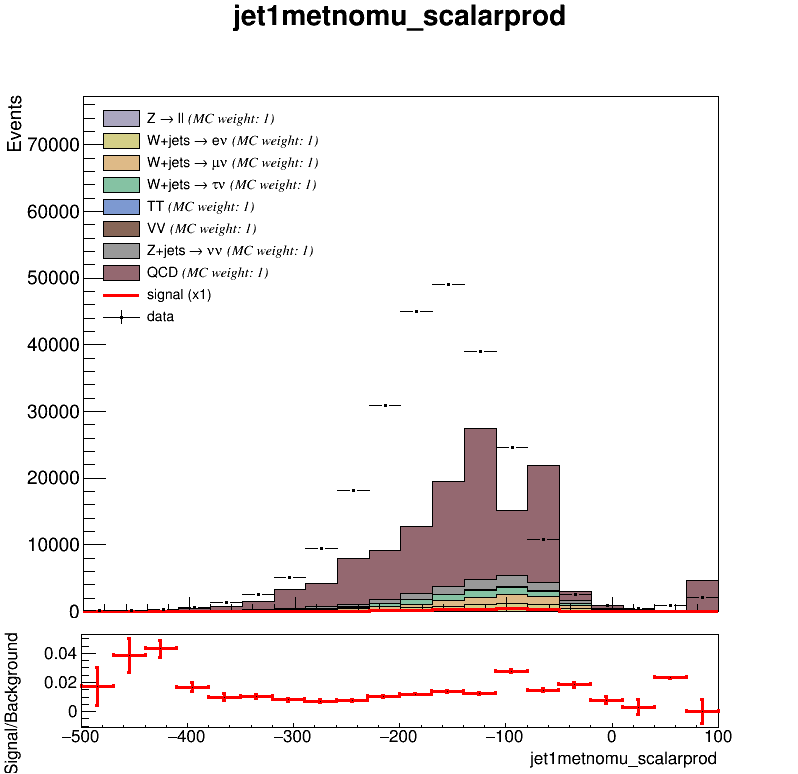 jet1metnomu_scalarprod
Events
Z → ll (MC weight: 1)
W+jets → eν (MC weight: 1)
W+jets → μν (MC weight: 1)
W+jets → τν (MC weight: 1)
TT (MC weight: 1)
VV (MC weight: 1)
Z+jets → νν (MC weight: 1)
QCD (MC weight: 1)
signal (x1)
data
70000
60000
50000
40000
30000
20000
10000
0
Signal/Background
0.04
0.02
0
−500 −400 −300 −200 −100 0 100
jet1metnomu_scalarprod